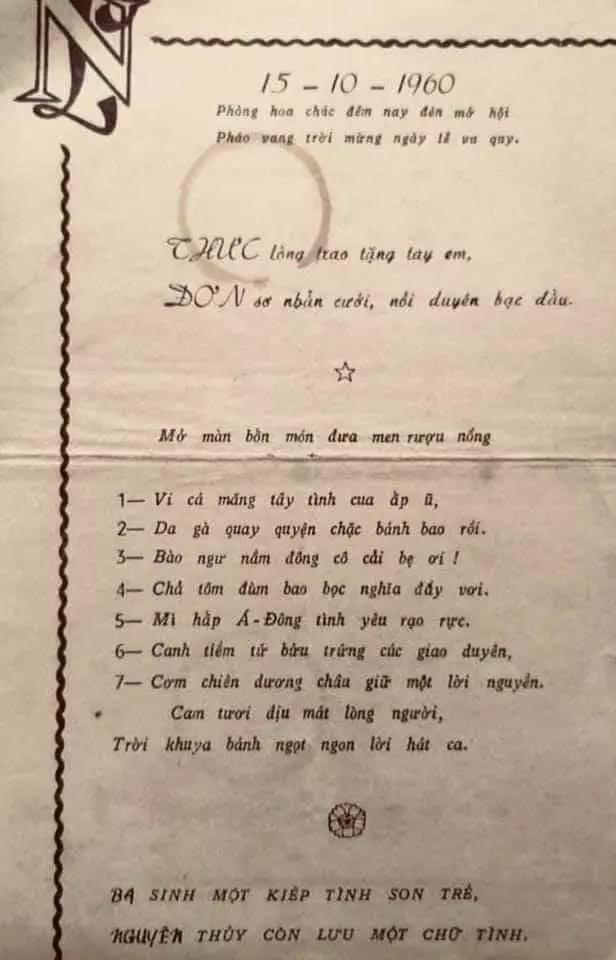 N
15 - 10 - 1960
Phòng hoa chúc đêm nay đèn mở hội
Pháo vang trời mừng ngày lễ vu quy.
THỰC lòng trao tặng tay em,
ĐƠN sơ nhẫn cưới, nối duyên bạc đầu.
Mở màn bốn món đưa men rượu nồng
1— Vi cá măng tây tình cua ấp ủ,
2— Da gà quay quyện chặc bánh bao rồi.
3— Bào ngư nấm đông cô cải bẹ ơi !
4— Chả tôm đùm bao bọc nghĩa đầy vơi.
5— Mì hấp Á-Đông tình yêu rạo rực.
6— Canh tiềm tứ bửu trứng cúc giao duyên,
7— Cơm chiên dương châu giữ một lời nguyền.
Cam tươi dịu mát lòng người,
Trời khuya bánh ngọt ngon lời hát ca.
BA SINH MỘT KIẾP TÌNH SON TRẺ,
NGUYÊN THỦY CÒN LƯU MỘT CHỮ TÌNH.